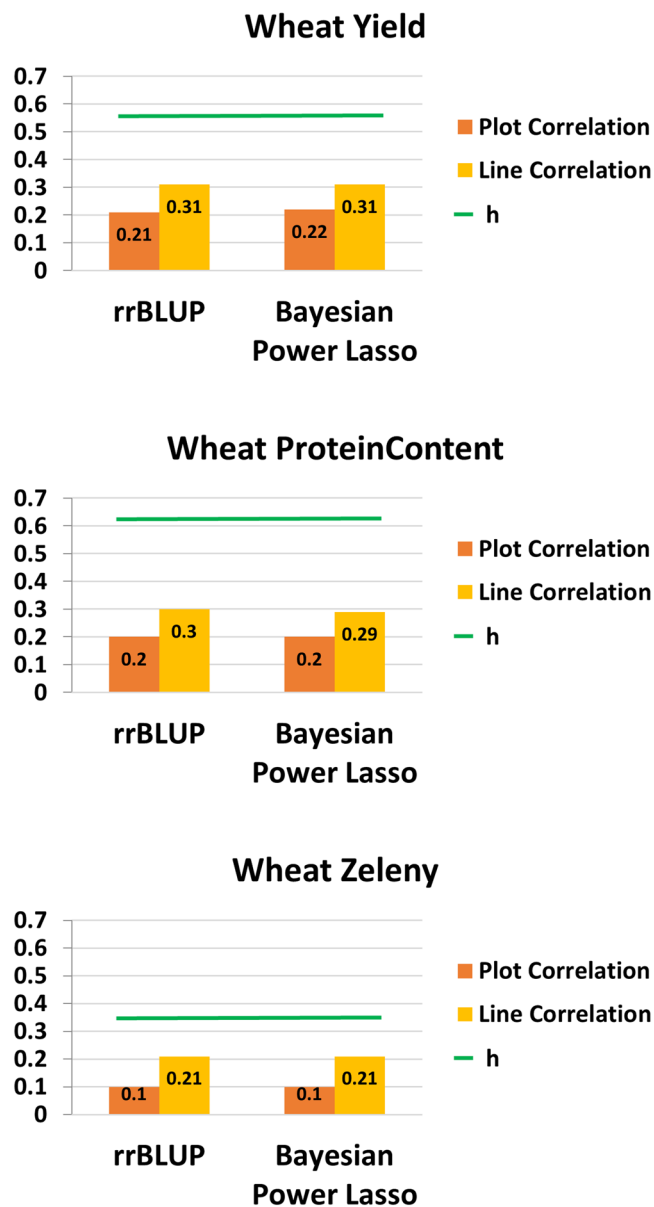 Wheat Yield
0.7
0.6
0.5
0.4
0.3
0.2
0.1
0
0.21
0.31
0.22
0.31
rrBLUP
Bayesian
Power Lasso
Plot Correlation
Line Correlation
h
Wheat ProteinContent
0.7
0.6
0.5
0.4
0.3
0.2
0.1
0
0.2
0.3
0.2
0.29
rrBLUP
Bayesian
Power Lasso
Plot Correlation
Line Correlation
h
Wheat Zeleny
0.7
0.6
0.5
0.4
0.3
0.2
0.1
0
0.1
0.21
0.1
0.21
rrBLUP
Bayesian
Power Lasso
Plot Correlation
Line Correlation
h